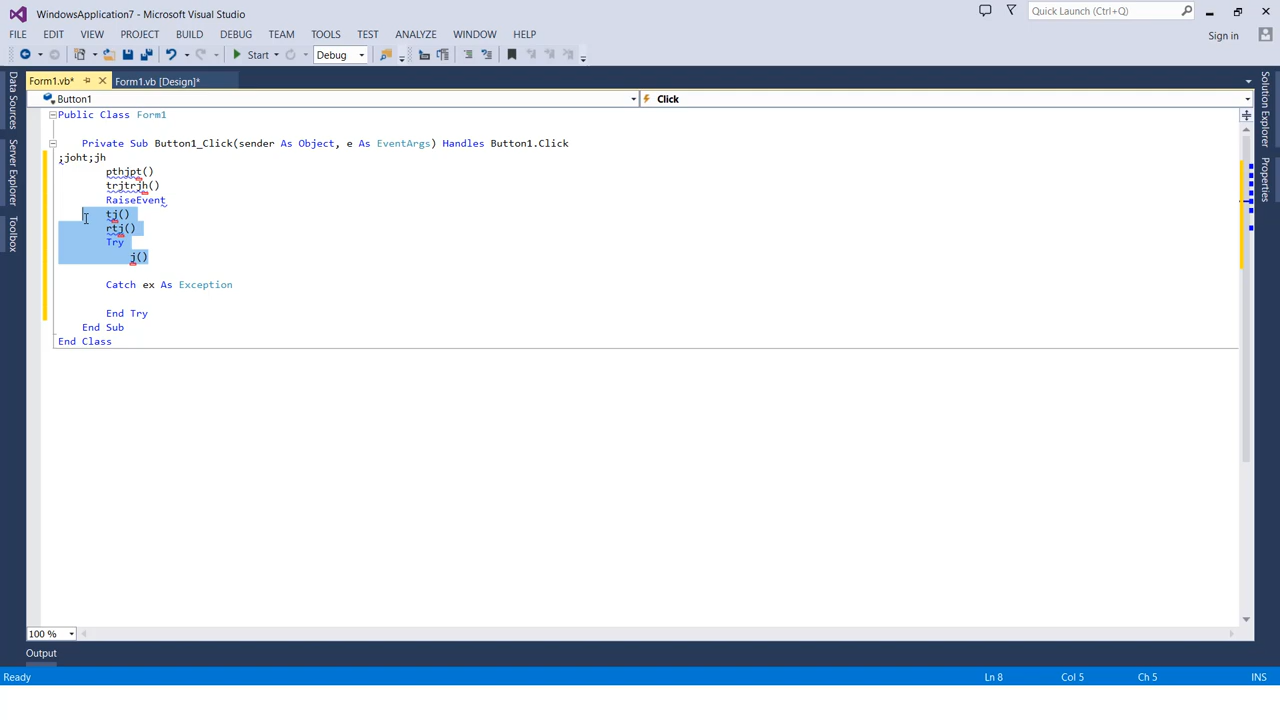 WindowsApplication7 - Microsoft Visual Studio
Quick Launch (Ctrl+Q)
FILE EDIT VIEW PROJECT BUILD DEBUG TEAM TOOLS TEST ANALYZE WINDOW HELP
Sign in
Start Debug
Form1.vb* Form1.vb [Design]*
Button1 Click
Public Class Form1
Private Sub Button1_Click(sender As Object, e As EventArgs) Handles Button1.Click
;joht;jh
pthjpt()
trjtrjh()
RaiseEvent
tj()
rtj()
Try
j()
Catch ex As Exception
End Try
End Sub
End Class
Data Sources
Server Explorer
Toolbox
Solution Explorer
Properties
100 %
Output
Ready Ln 8 Col 5 Ch 5 INS